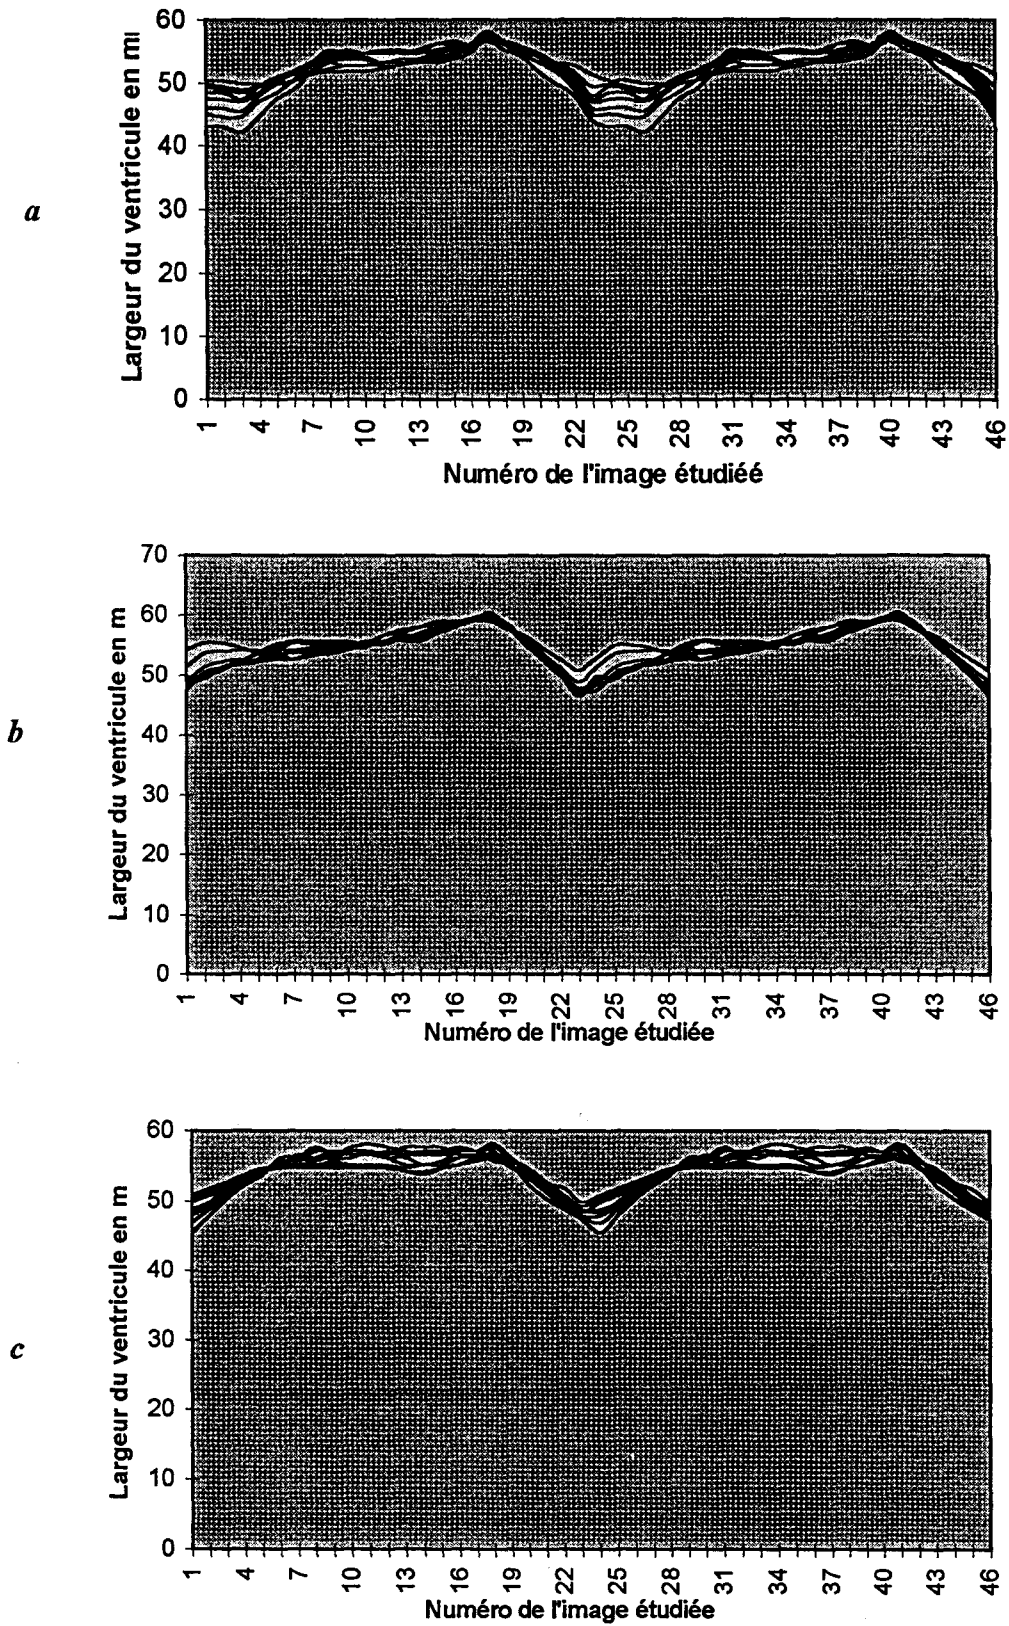 a
Largeur du ventricule en ml
60
50
40
30
20
10
0
1 4 7 10 13 16 19 22 25 28 31 34 37 40 43 46
Numéro de l'image étudiéé
b
Largeur du ventricule en m
70
60
50
40
30
20
10
0
1 4 7 10 13 16 19 22 25 28 31 34 37 40 43 46
Numéro de l'image étudiée
c
Largeur du ventricule en m
60
50
40
30
20
10
0
1 4 7 10 13 16 19 22 25 28 31 34 37 40 43 46
Numéro de l'image étudiée